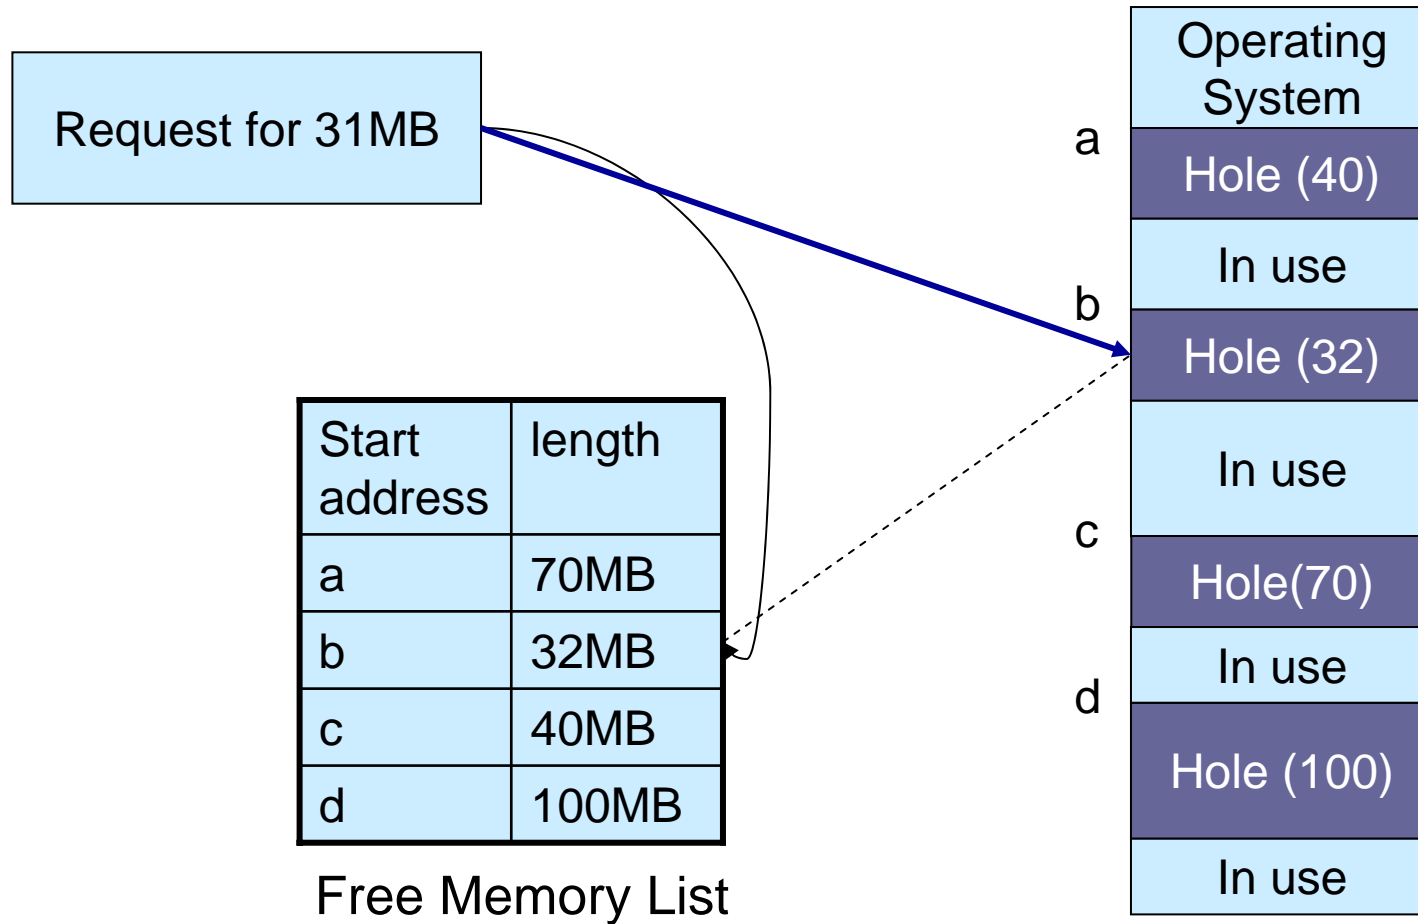 Request for 31MB
Operating
System
a
Hole (40)
In use
b
Hole (32)
In use
c
Hole(70)
In use
d
Hole (100)
In use
Start address length
a 70MB
b 32MB
c 40MB
d 100MB
Free Memory List